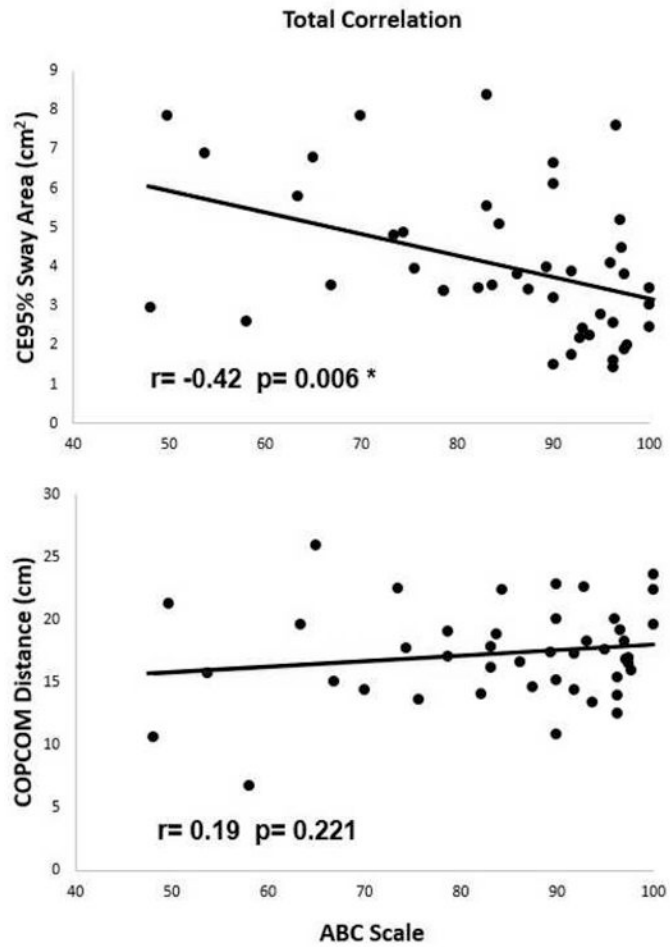 Total Correlation
CE95% Sway Area (cm²)
9
8
7
6
5
4
3
2
1
0
r= -0.42 p= 0.006 *
40 50 60 70 80 90 100
COPCOM Distance (cm)
30
25
20
15
10
5
0
r= 0.19 p= 0.221
40 50 60 70 80 90 100
ABC Scale